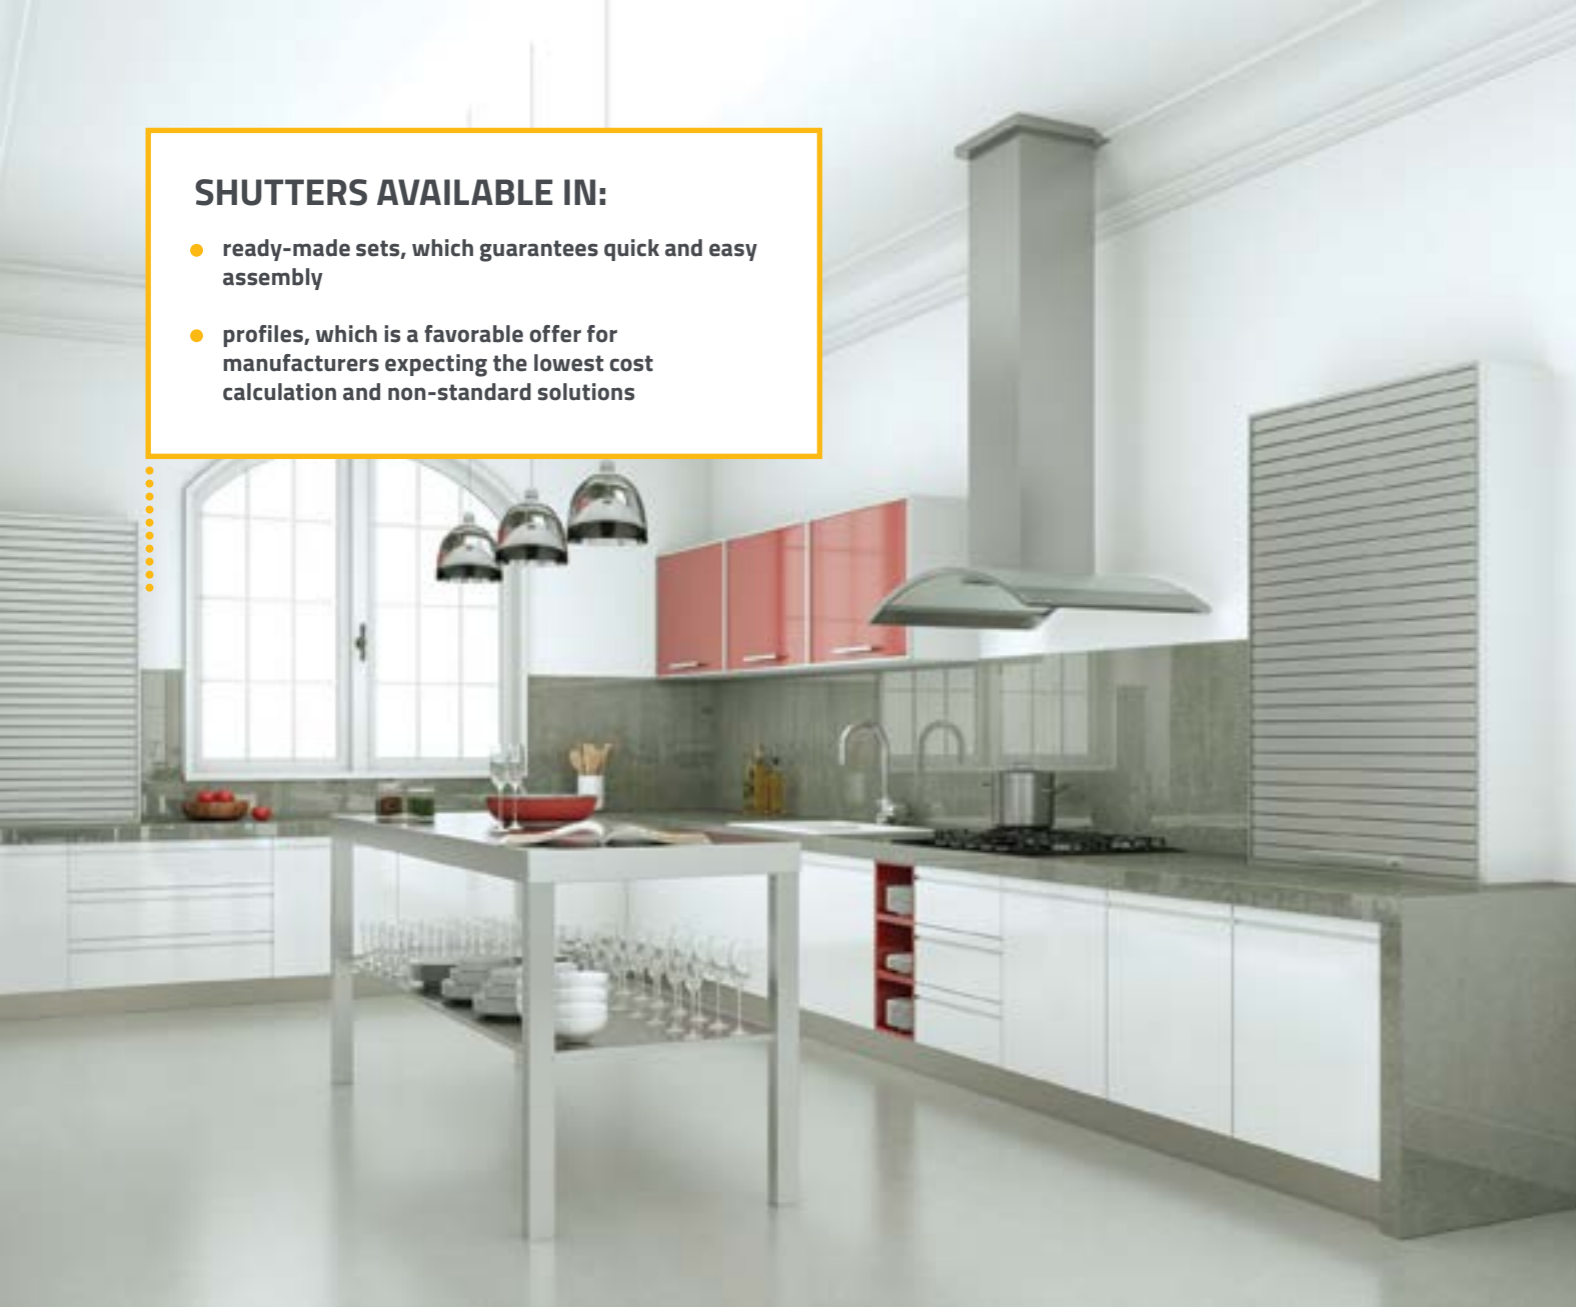 SHUTTERS AVAILABLE IN:
ready-made sets, which guarantees quick and easy
assembly
profiles, which is a favorable offer for
manufacturers expecting the lowest cost
calculation and non-standard solutions